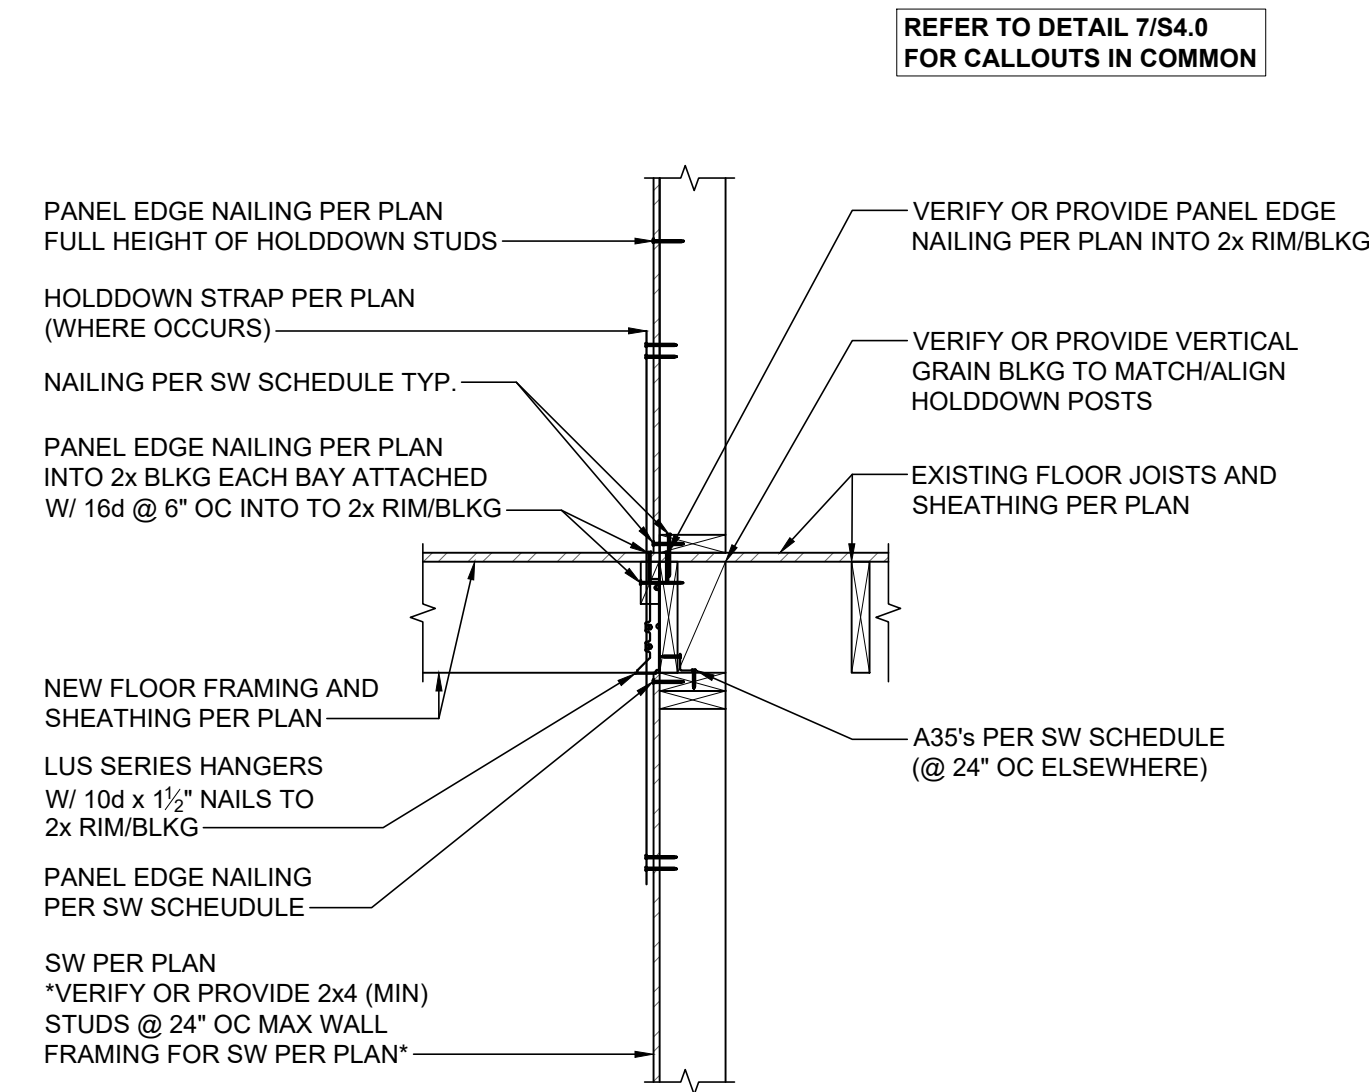 REFER TO DETAIL 7/S4.0
FOR CALLOUTS IN COMMON
PANEL EDGE NAILING PER PLAN
FULL HEIGHT OF HOLDDOWN STUDS
HOLDDOWN STRAP PER PLAN
(WHERE OCCURS)
NAILING PER SW SCHEDULE TYP.
PANEL EDGE NAILING PER PLAN
INTO 2x BLKG EACH BAY ATTACHED
W/ 16d @ 6" OC INTO TO 2x RIM/BLKG
NEW FLOOR FRAMING AND
SHEATHING PER PLAN
LUS SERIES HANGERS
W/ 10d x 1½" NAILS TO
2x RIM/BLKG
PANEL EDGE NAILING
PER SW SCHEUDULE
SW PER PLAN
*VERIFY OR PROVIDE 2x4 (MIN)
STUDS @ 24" OC MAX WALL
FRAMING FOR SW PER PLAN*
VERIFY OR PROVIDE PANEL EDGE
NAILING PER PLAN INTO 2x RIM/BLKG
VERIFY OR PROVIDE VERTICAL
GRAIN BLKG TO MATCH/ALIGN
HOLDDOWN POSTS
EXISTING FLOOR JOISTS AND
SHEATHING PER PLAN
A35's PER SW SCHEDULE
(@ 24" OC ELSEWHERE)